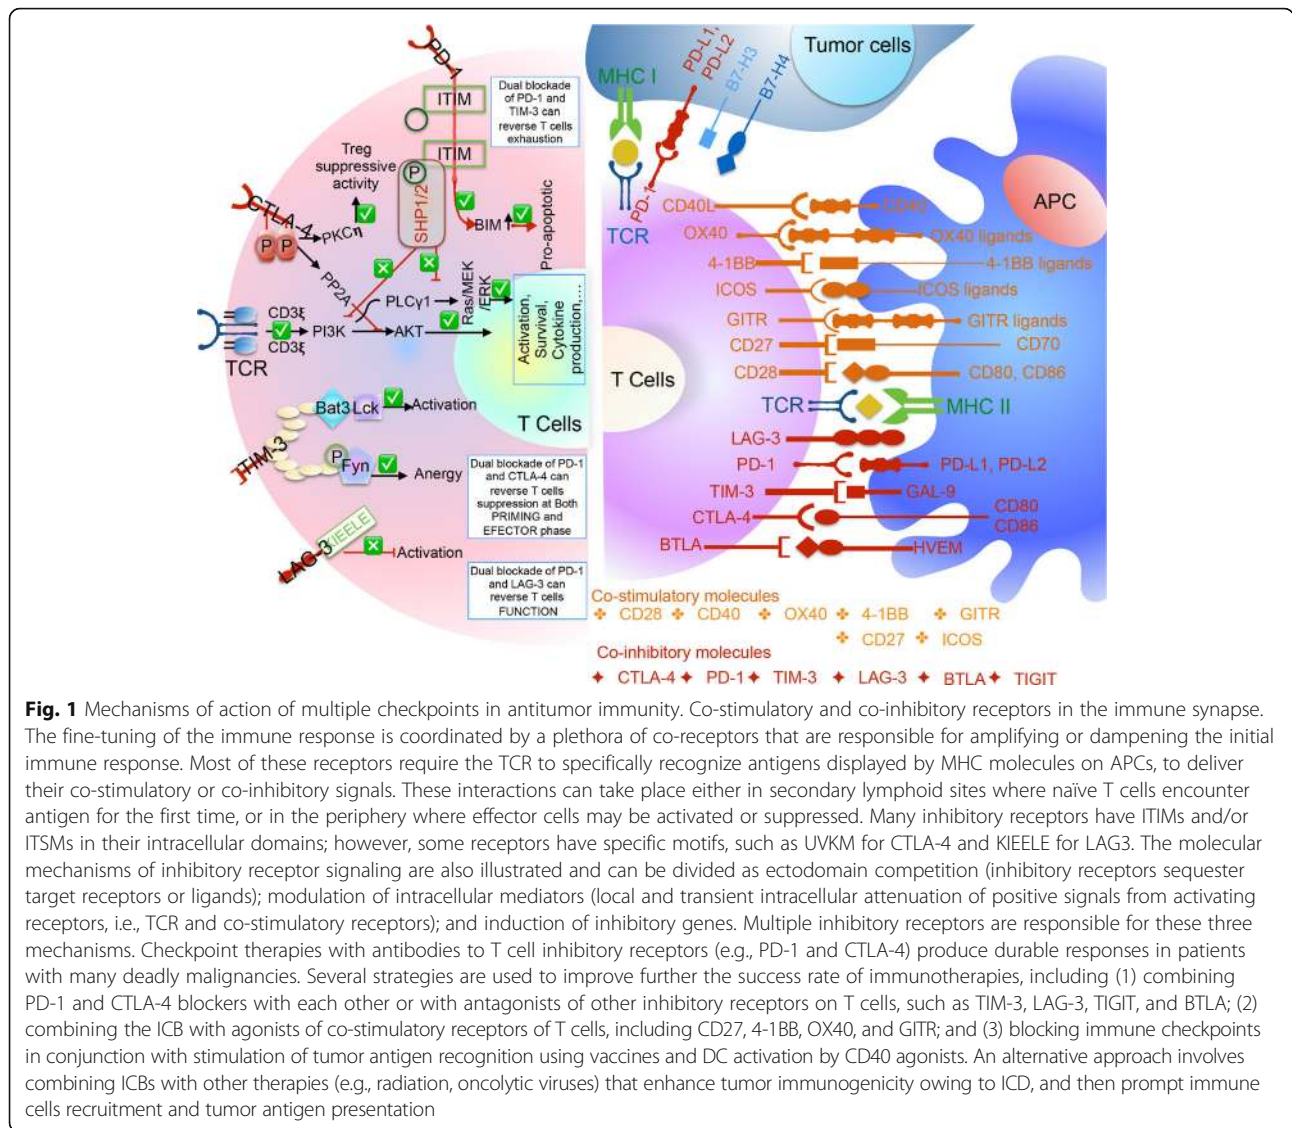 PD-1
ITIM
ITIM
Dual blockade
of PD-1 and
TIM-3 can
reverse T cells
exhaustion
Treg
suppressive
activity
P
SHP1/2
CTLA-4
P P
PKCη
BIM
Pro-apoptotic
PP2A
PLCγ1
Ras/MEK
/ERK
CD3ξ
CD3ξ
PI3K
AKT
TCR
Activation,
Survival,
Cytokine
production,...
T Cells
Bat3 Lck
Activation
TIM-3
P
Fyn
Anergy
Dual blockade of PD-1
and CTLA-4 can
reverse T cells
suppression at Both
PRIMING and
EFECTOR phase
LAG-3
KIEELE
Activation
Dual blockade of PD-1
and LAG-3 can
reverse T cells
FUNCTION
Tumor cells
MHC I
PD-L1,
PD-L2
B7-H3
B7-H4
PD-1
TCR
APC
T Cells
CD40L CD40
OX40 OX40 ligands
4-1BB 4-1BB ligands
ICOS ICOS ligands
GITR GITR ligands
CD27 CD70
CD28 CD80, CD86
TCR MHC II
LAG-3
PD-1 PD-L1, PD-L2
TIM-3 GAL-9
CTLA-4 CD80
CD86
BTLA HVEM
Co-stimulatory molecules
CD28 CD40 OX40 4-1BB GITR
CD27 ICOS
Co-inhibitory molecules
CTLA-4 PD-1 TIM-3 LAG-3 BTLA TIGIT
Fig. 1 Mechanisms of action of multiple checkpoints in antitumor immunity. Co-stimulatory and co-inhibitory receptors in the immune synapse.
The fine-tuning of the immune response is coordinated by a plethora of co-receptors that are responsible for amplifying or dampening the initial
immune response. Most of these receptors require the TCR to specifically recognize antigens displayed by MHC molecules on APCs, to deliver
their co-stimulatory or co-inhibitory signals. These interactions can take place either in secondary lymphoid sites where naïve T cells encounter
antigen for the first time, or in the periphery where effector cells may be activated or suppressed. Many inhibitory receptors have ITIMs and/or
ITSMs in their intracellular domains; however, some receptors have specific motifs, such as UVKM for CTLA-4 and KIEELE for LAG3. The molecular
mechanisms of inhibitory receptor signaling are also illustrated and can be divided as ectodomain competition (inhibitory receptors sequester
target receptors or ligands); modulation of intracellular mediators (local and transient intracellular attenuation of positive signals from activating
receptors, i.e., TCR and co-stimulatory receptors); and induction of inhibitory genes. Multiple inhibitory receptors are responsible for these three
mechanisms. Checkpoint therapies with antibodies to T cell inhibitory receptors (e.g., PD-1 and CTLA-4) produce durable responses in patients
with many deadly malignancies. Several strategies are used to improve further the success rate of immunotherapies, including (1) combining
PD-1 and CTLA-4 blockers with each other or with antagonists of other inhibitory receptors on T cells, such as TIM-3, LAG-3, TIGIT, and BTLA; (2)
combining the ICB with agonists of co-stimulatory receptors of T cells, including CD27, 4-1BB, OX40, and GITR; and (3) blocking immune checkpoints
in conjunction with stimulation of tumor antigen recognition using vaccines and DC activation by CD40 agonists. An alternative approach involves
combining ICBs with other therapies (e.g., radiation, oncolytic viruses) that enhance tumor immunogenicity owing to ICD, and then prompt immune
cells recruitment and tumor antigen presentation